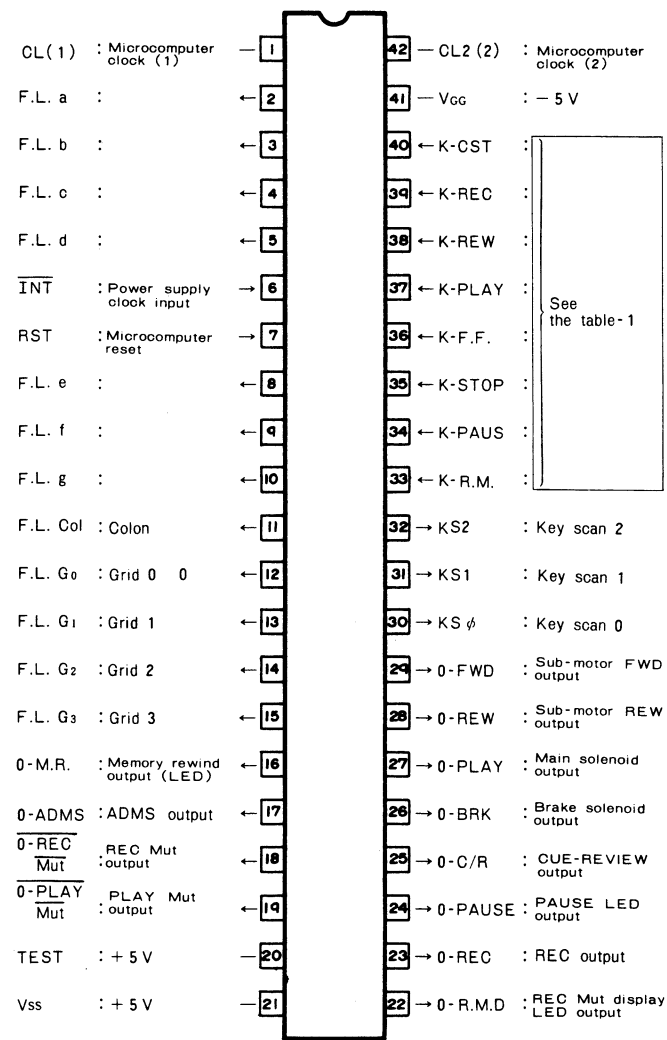 CL(1) : Microcomputer clock (1) — 1
F.L. a : ← 2
F.L. b : ← 3
F.L. c : ← 4
F.L. d : ← 5
INT : Power supply clock input → 6
RST : Microcomputer reset → 7
F.L. e : ← 8
F.L. f : ← 9
F.L. g : ← 10
F.L. Col : Colon ← 11
F.L. G0 : Grid 0 0 ← 12
F.L. G1 : Grid 1 ← 13
F.L. G2 : Grid 2 ← 14
F.L. G3 : Grid 3 ← 15
0-M.R. : Memory rewind output (LED) ← 16
0-ADMS : ADMS output ← 17
0-REC Mut : REC Mut output ← 18
0-PLAY Mut : PLAY Mut output ← 19
TEST : +5V — 20
Vss : +5V — 21
42 — CL2 (2) : Microcomputer clock (2)
41 — VGG : −5V
40 ← K-CST :
39 ← K-REC :
38 ← K-REW :
37 ← K-PLAY :
36 ← K-F.F. :
35 ← K-STOP :
34 ← K-PAUS :
33 ← K-R.M. :
See
the table-1
32 → KS2 : Key scan 2
31 → KS1 : Key scan 1
30 → KSφ : Key scan 0
29 → 0-FWD : Sub-motor FWD output
28 → 0-REW : Sub-motor REW output
27 → 0-PLAY : Main solenoid output
26 → 0-BRK : Brake solenoid output
25 → 0-C/R : CUE-REVIEW output
24 → 0-PAUSE : PAUSE LED output
23 → 0-REC : REC output
22 → 0-R.M.D : REC Mut display LED output